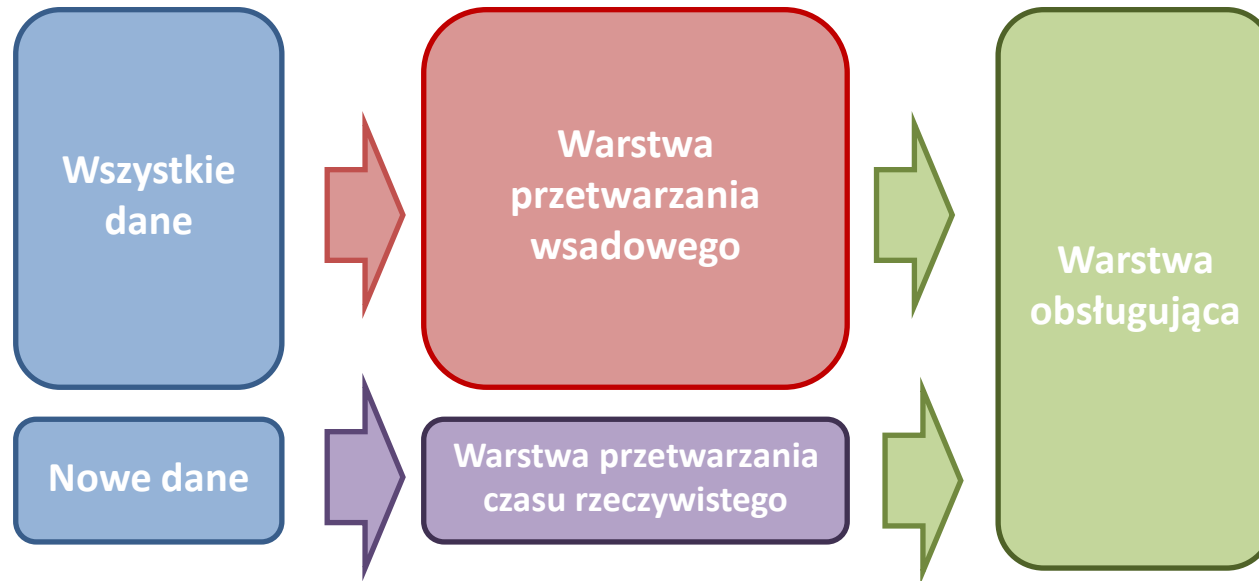 Wszystkie
dane
Warstwa
przetwarzania
wsadowego
Warstwa
obsługująca
Nowe dane
Warstwa przetwarzania
czasu rzeczywistego